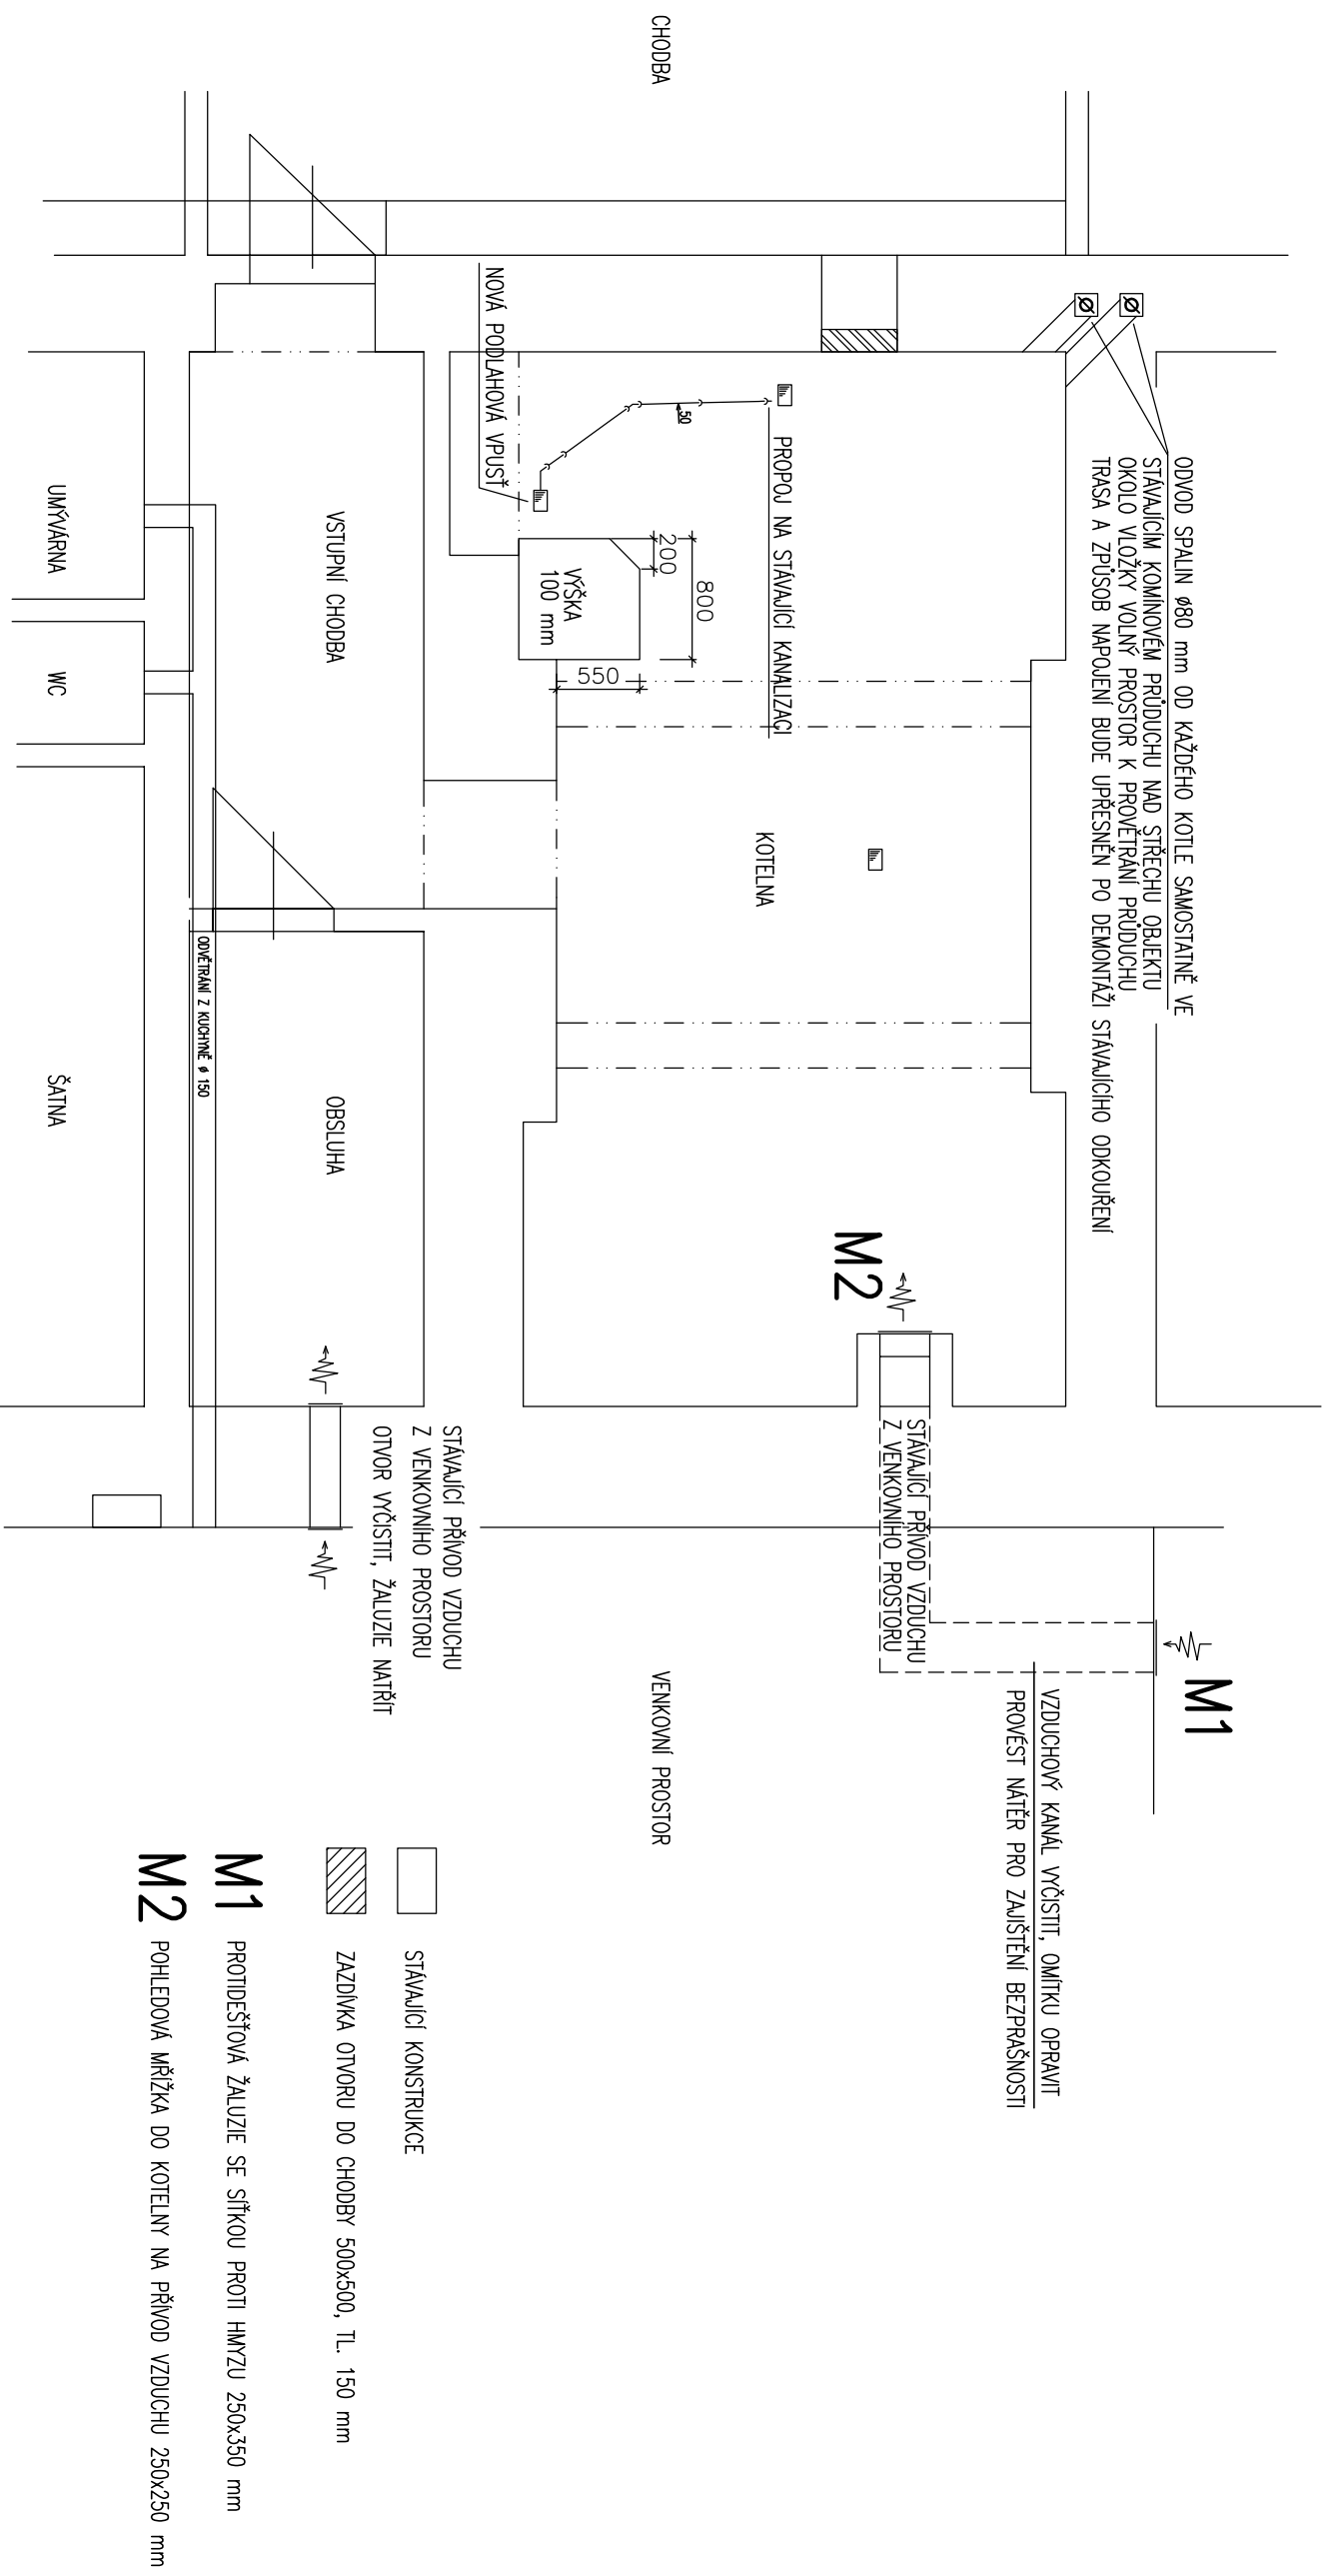 CHODBA
ODVOD SPALIN ø80 mm OD KAŽDÉHO KOTLE SAMOSTATNĚ VE
STÁVAJÍCÍM KOMÍNOVÉM PRŮDUCHU NAD STŘECHU OBJEKTU
OKOLO VLOŽKY VOLNÝ PROSTOR K PROVĚTRÁNÍ PRŮDUCHU
TRASA A ZPŮSOB NAPOJENÍ BUDE UPŘESNĚN PO DEMONTÁŽI STÁVAJÍCÍHO ODKOUŘENÍ
M1
VZDUCHOVÝ KANÁL VYČISTIT, OMÍTKU OPRAVIT
PROVÉST NÁTĚR PRO ZAJIŠTĚNÍ BEZPRAŠNOSTI
STÁVAJÍCÍ PŘÍVOD VZDUCHU
Z VENKOVNÍHO PROSTORU
M2
PROPOJ NA STÁVAJÍCÍ KANALIZACI
KOTELNA
50
800
200
550
VÝŠKA
100 mm
NOVÁ PODLAHOVÁ VPUSŤ
VENKOVNÍ PROSTOR
STÁVAJÍCÍ PŘÍVOD VZDUCHU
Z VENKOVNÍHO PROSTORU
OTVOR VYČISTIT, ŽALUZIE NATŘÍT
VSTUPNÍ CHODBA
OBSLUHA
ODVĚTRÁNÍ Z KUCHYNĚ ø 150
UMÝVÁRNA
WC
ŠATNA
STÁVAJÍCÍ KONSTRUKCE
ZAZDÍVKA OTVORU DO CHODBY 500x500, TL. 150 mm
M1 PROTIDEŠŤOVÁ ŽALUZIE SE SÍŤKOU PROTI HMYZU 250x350 mm
M2 POHLEDOVÁ MŘÍŽKA DO KOTELNY NA PŘÍVOD VZDUCHU 250x250 mm